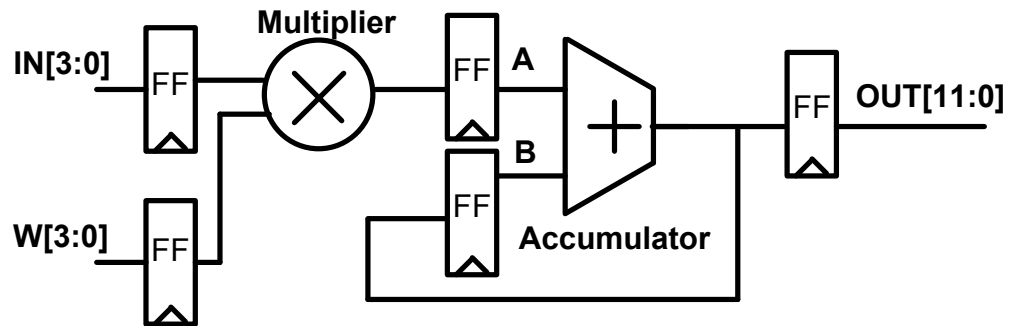 Multiplier
IN[3:0]
FF
FF
A
FF
OUT[11:0]
B
FF
W[3:0]
FF
Accumulator